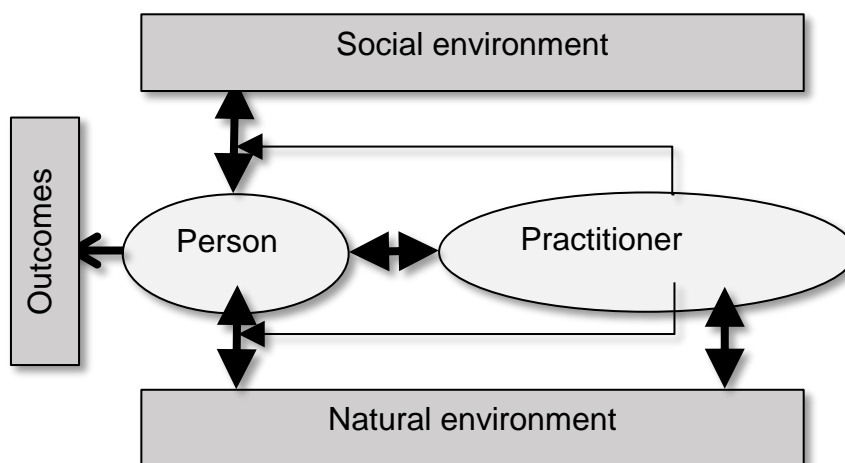 Social environment
Outcomes
Person
Practitioner
Natural environment